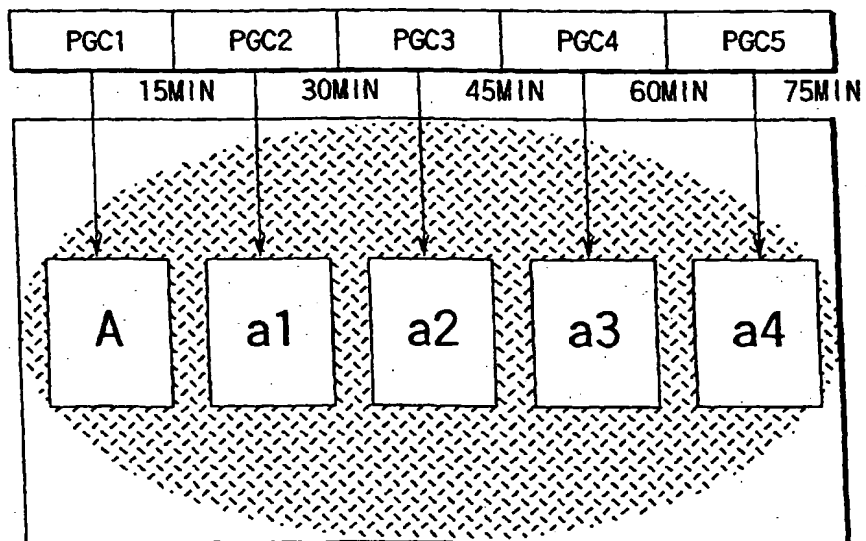 PGC1 PGC2 PGC3 PGC4 PGC5
15MIN 30MIN 45MIN 60MIN 75MIN
A a1 a2 a3 a4